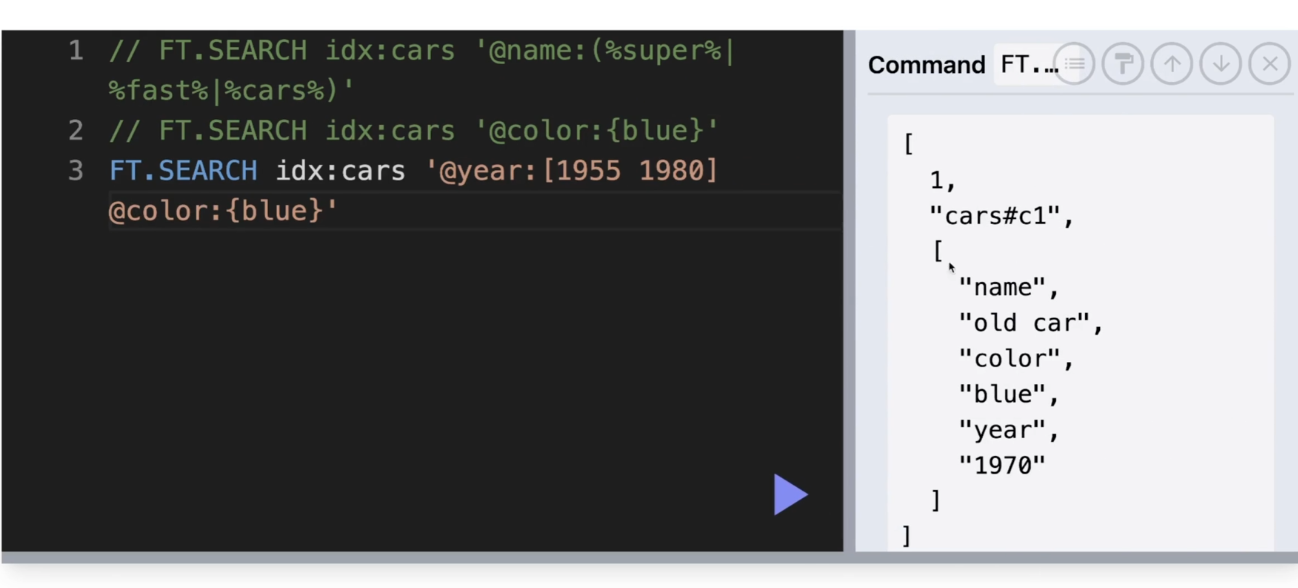 1 // FT.SEARCH idx:cars '@name:(%super%|
%fast%|%cars%)'
2 // FT.SEARCH idx:cars '@color:{blue}'
3 FT.SEARCH idx:cars '@year:[1955 1980]
@color:{blue}'
Command FT.…
[
1,
"cars#c1",
[
"name",
"old car",
"color",
"blue",
"year",
"1970"
]
]